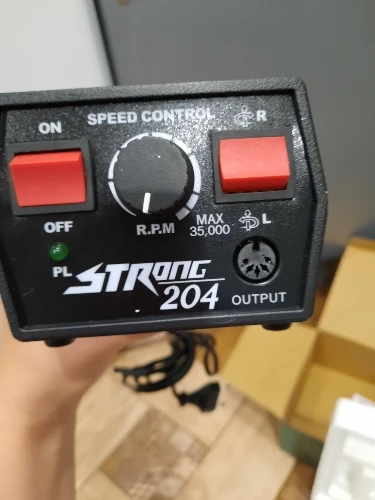 ON
SPEED CONTROL
R
OFF
R.P.M
MAX
35,000
L
PL
STRONG
204
OUTPUT